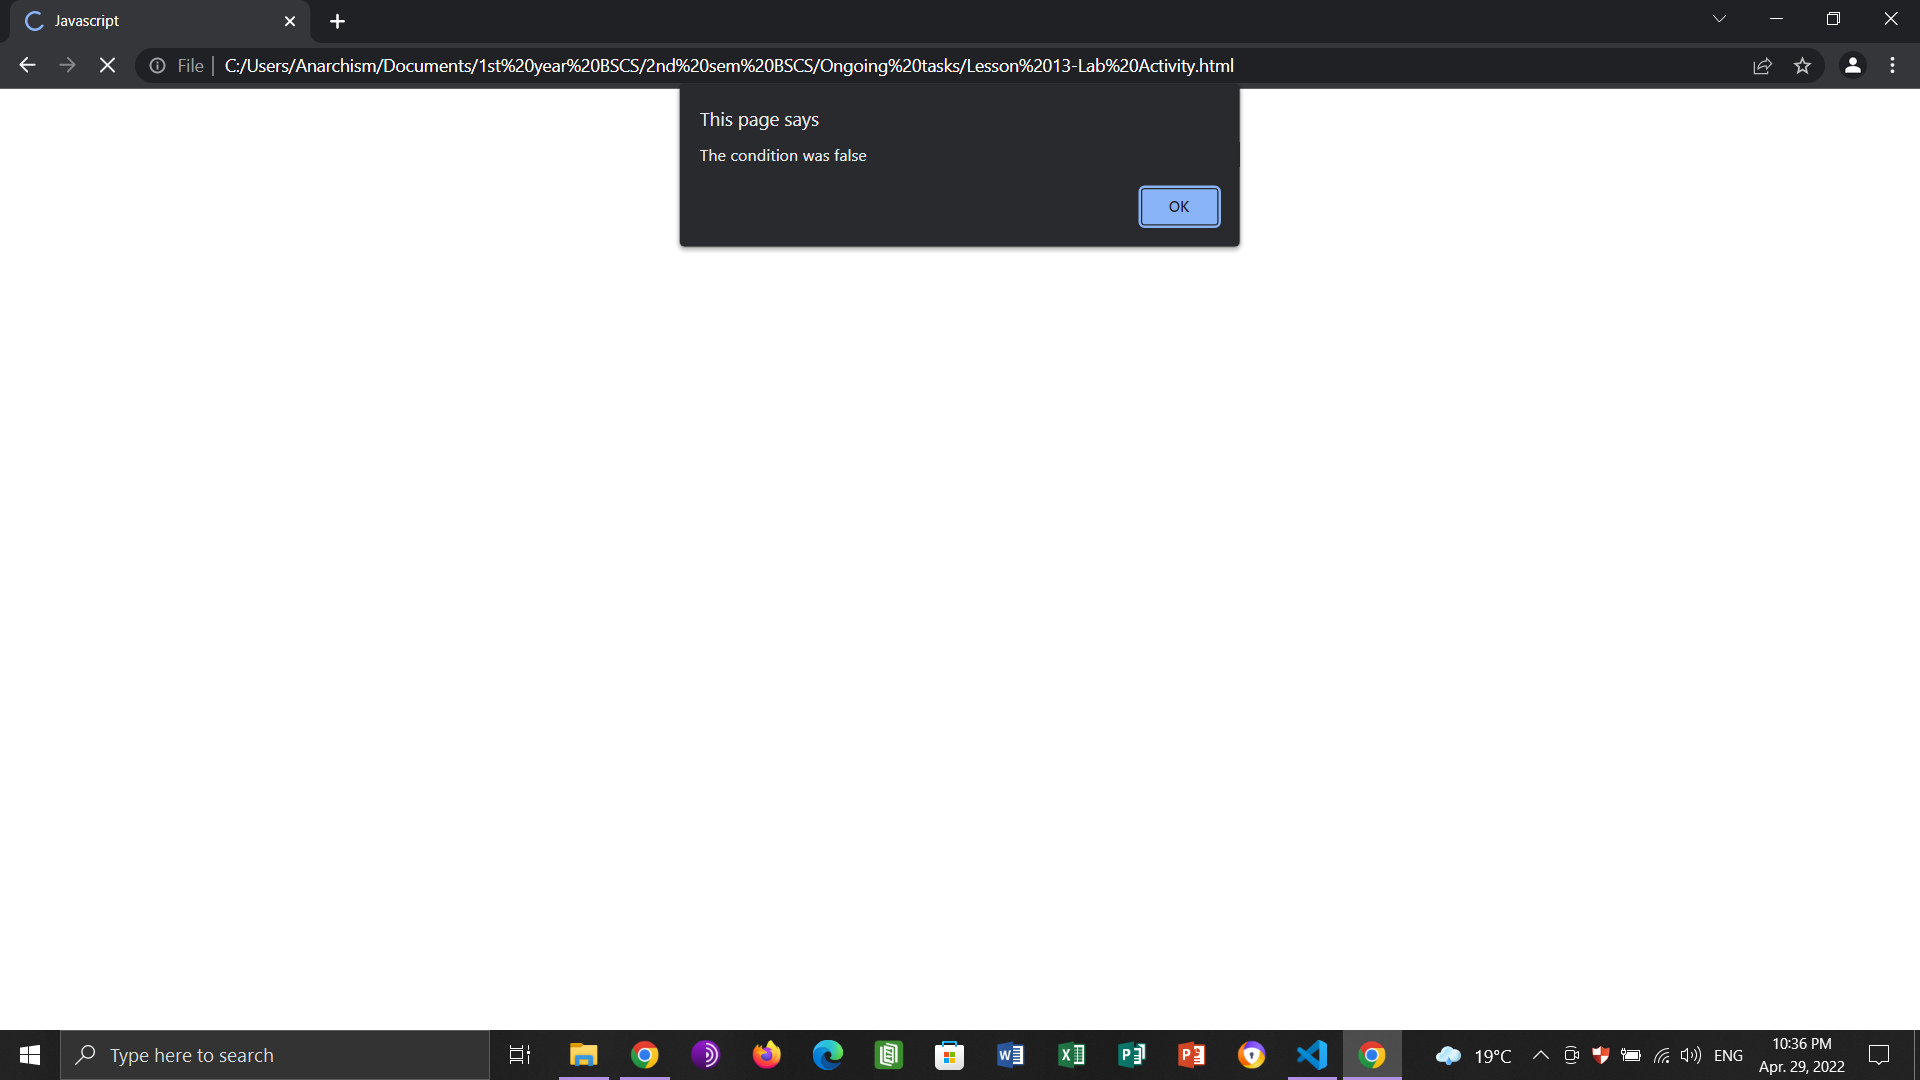 Javascript
File
C:/Users/Anarchism/Documents/1st%20year%20BSCS/2nd%20sem%20BSCS/Ongoing%20tasks/Lesson%2013-Lab%20Activity.html
This page says
The condition was false
OK
Type here to search
19°C
ENG
10:36 PM
Apr. 29, 2022